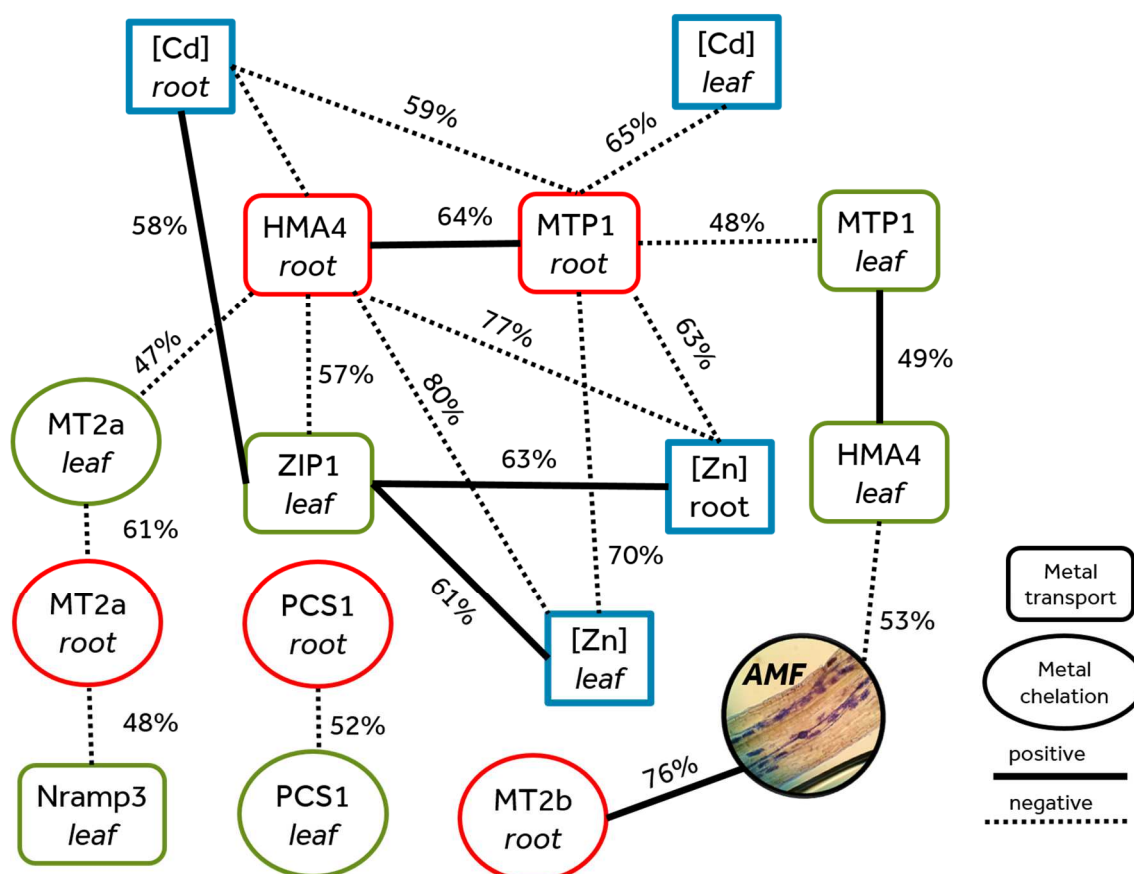 [Cd]
root
[Cd]
leaf
59%
65%
58%
HMA4
root
64%
MTP1
root
48%
MTP1
leaf
47%
57%
80%
77%
63%
49%
MT2a
leaf
ZIP1
leaf
63%
[Zn]
root
HMA4
leaf
61%
70%
61%
53%
MT2a
root
PCS1
root
[Zn]
leaf
AMF
Metal
transport
Metal
chelation
48%
52%
76%
positive
negative
Nramp3
leaf
PCS1
leaf
MT2b
root